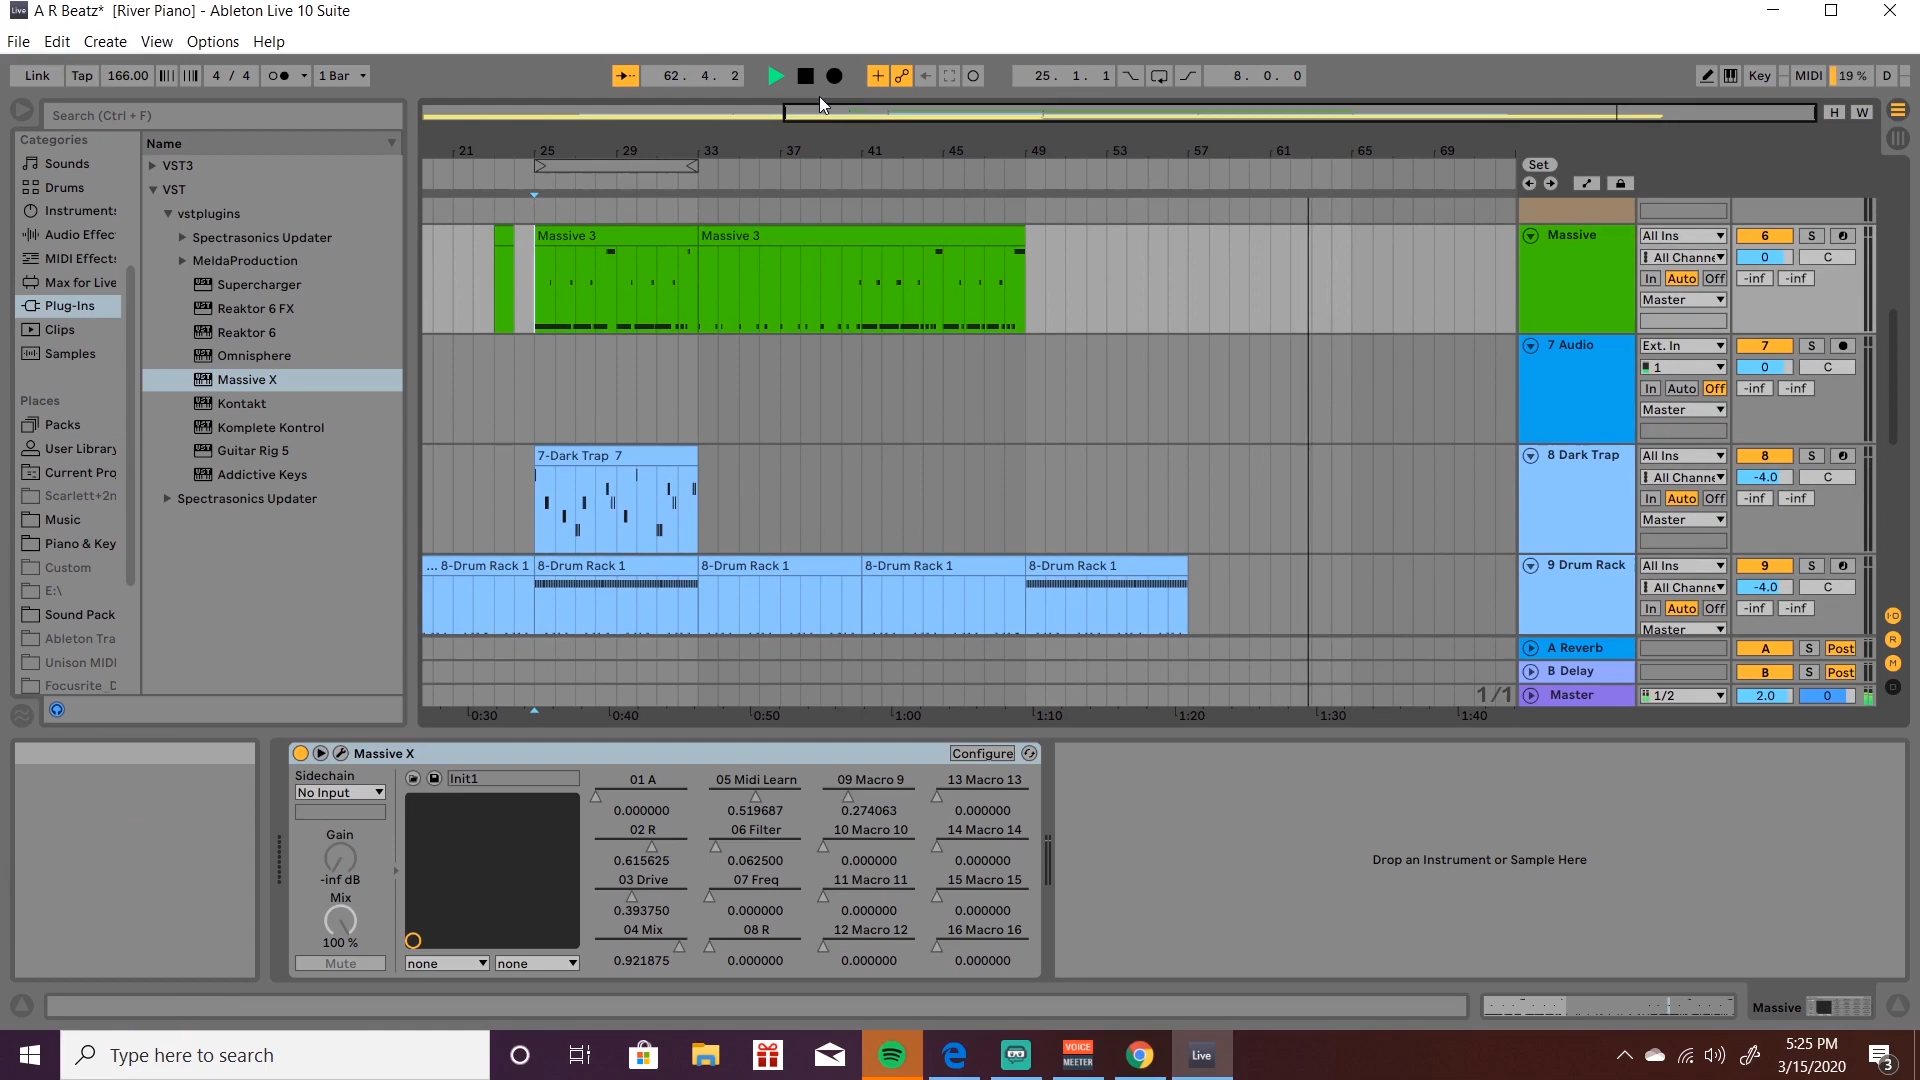 A R Beatz*  [River Piano] - Ableton Live 10 Suite
File Edit Create View Options Help
Link Tap 166.00 4 / 4 1 Bar 62. 4. 2 25. 1. 1 8. 0. 0 Key MIDI 19 % D
Search (Ctrl + F)
H W
Categories
Sounds
Drums
Instruments
Audio Effec
MIDI Effects
Max for Live
Plug-Ins
Clips
Samples
Places
Packs
User Library
Current Pro
Scarlett+2n
Music
Piano & Key
Custom
E:\
Sound Pack
Ableton Tra
Unison MIDI
Focusrite_D
Name
VST3
VST
vstplugins
Spectrasonics Updater
MeldaProduction
Supercharger
Reaktor 6 FX
Reaktor 6
Omnisphere
Massive X
Kontakt
Komplete Kontrol
Guitar Rig 5
Addictive Keys
Spectrasonics Updater
21 25 29 33 37 41 45 49 53 57 61 65 69
Set
Massive 3 Massive 3
Massive All Ins 6 S
All Channe 0 C
In Auto Off -inf -inf
Master
7 Audio Ext. In 7 S
1 0 C
In Auto Off -inf -inf
Master
7-Dark Trap 7
8 Dark Trap All Ins 8 S
All Channe -4.0 C
In Auto Off -inf -inf
Master
... 8-Drum Rack 1 8-Drum Rack 1 8-Drum Rack 1 8-Drum Rack 1 8-Drum Rack 1
9 Drum Rack All Ins 9 S
All Channe -4.0 C
In Auto Off -inf -inf
Master
A Reverb A S Post
B Delay B S Post
1/1 Master 1/2 2.0 0
0:30 0:40 0:50 1:00 1:10 1:20 1:30 1:40
I·O
R
M
D
Massive X Configure
Sidechain
No Input
Gain
-inf dB
Mix
100 %
Mute
Init1
none none
01 A 05 Midi Learn 09 Macro 9 13 Macro 13
0.000000 0.519687 0.274063 0.000000
02 R 06 Filter 10 Macro 10 14 Macro 14
0.615625 0.062500 0.000000 0.000000
03 Drive 07 Freq 11 Macro 11 15 Macro 15
0.393750 0.000000 0.000000 0.000000
04 Mix 08 R 12 Macro 12 16 Macro 16
0.921875 0.000000 0.000000 0.000000
Drop an Instrument or Sample Here
Massive
Type here to search
VOICE
MEETER
Live
5:25 PM
3/15/2020
3